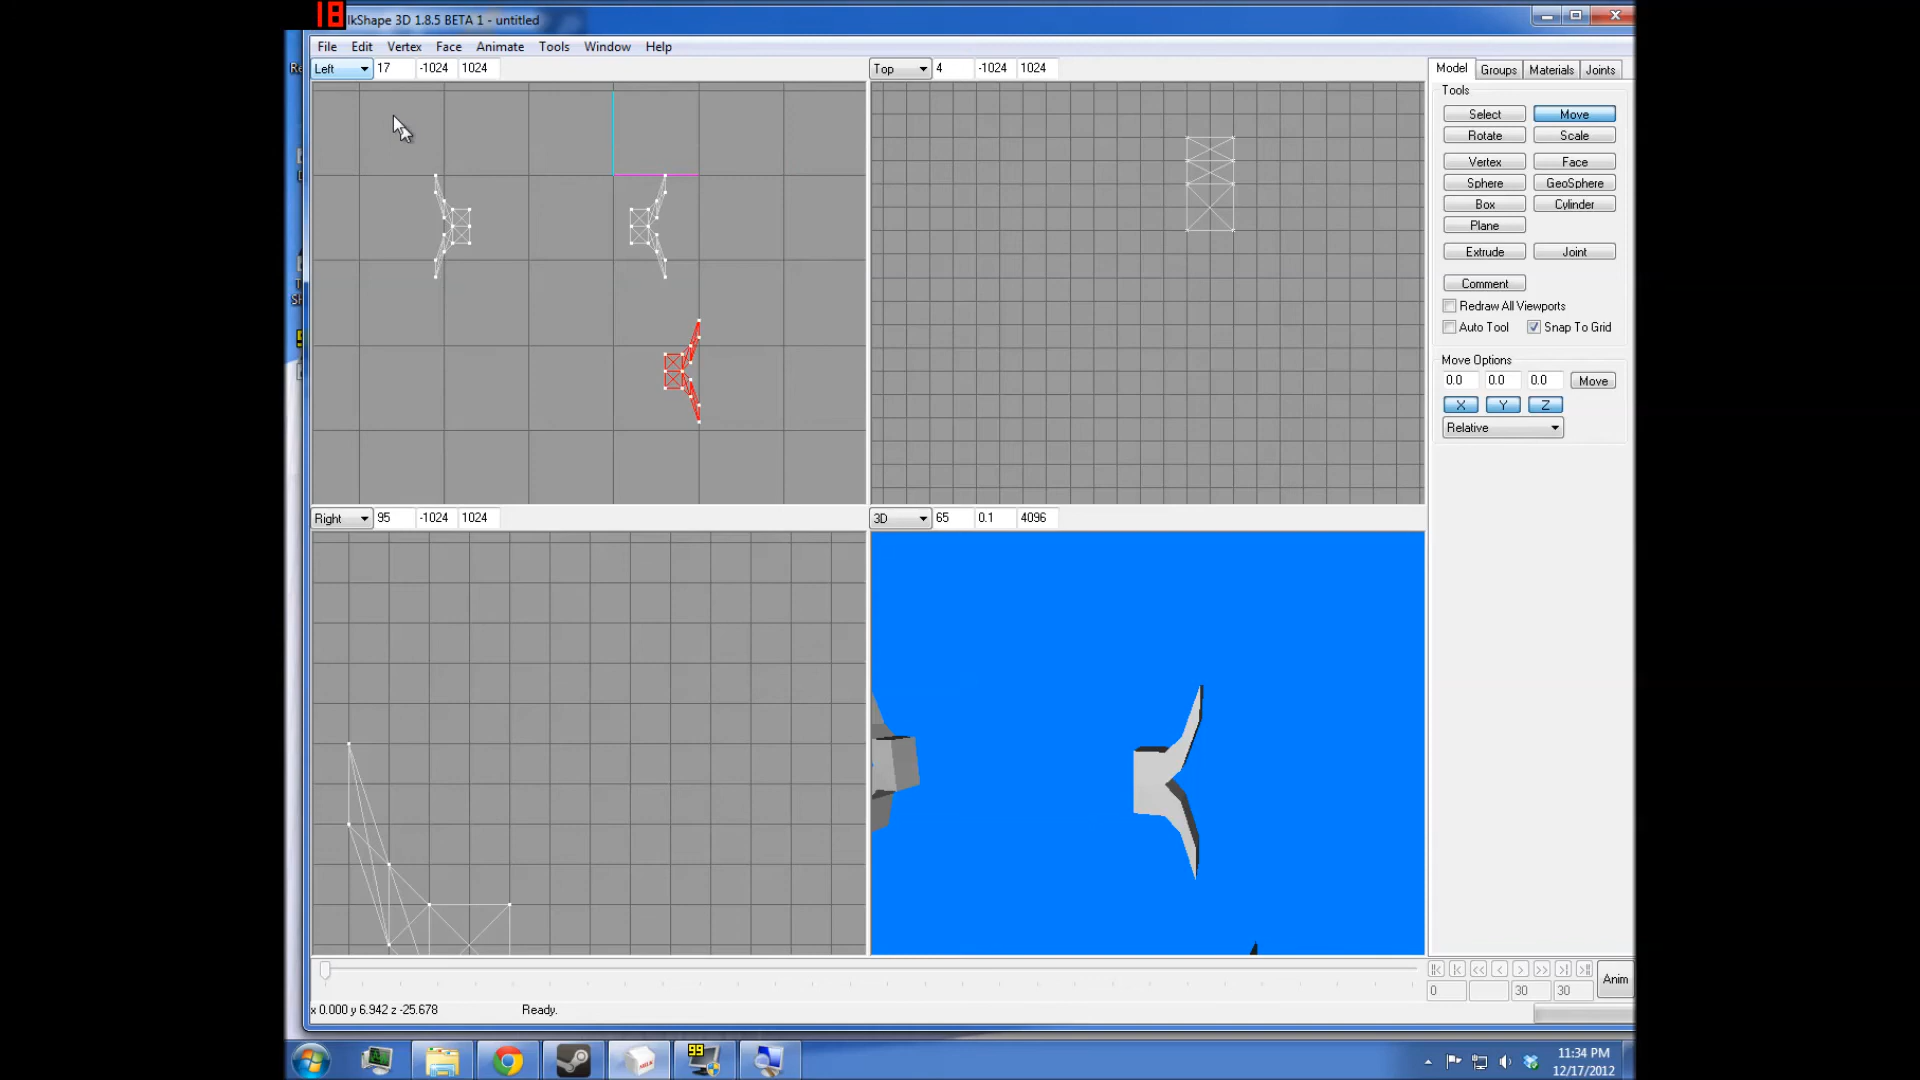 18
lkShape 3D 1.8.5 BETA 1 - untitled
File Edit Vertex Face Animate Tools Window Help
Left 17 -1024 1024
Top 4 -1024 1024
Model Groups Materials Joints
Tools
Select Move
Rotate Scale
Vertex Face
Sphere GeoSphere
Box Cylinder
Plane
Extrude Joint
Comment
Redraw All Viewports
Auto Tool Snap To Grid
Move Options
0.0 0.0 0.0 Move
X Y Z
Relative
Right 95 -1024 1024
3D 65 0.1 4096
Anim
0 30 30
x 0.000 y 6.942 z -25.678 Ready.
99
11:34 PM
12/17/2012